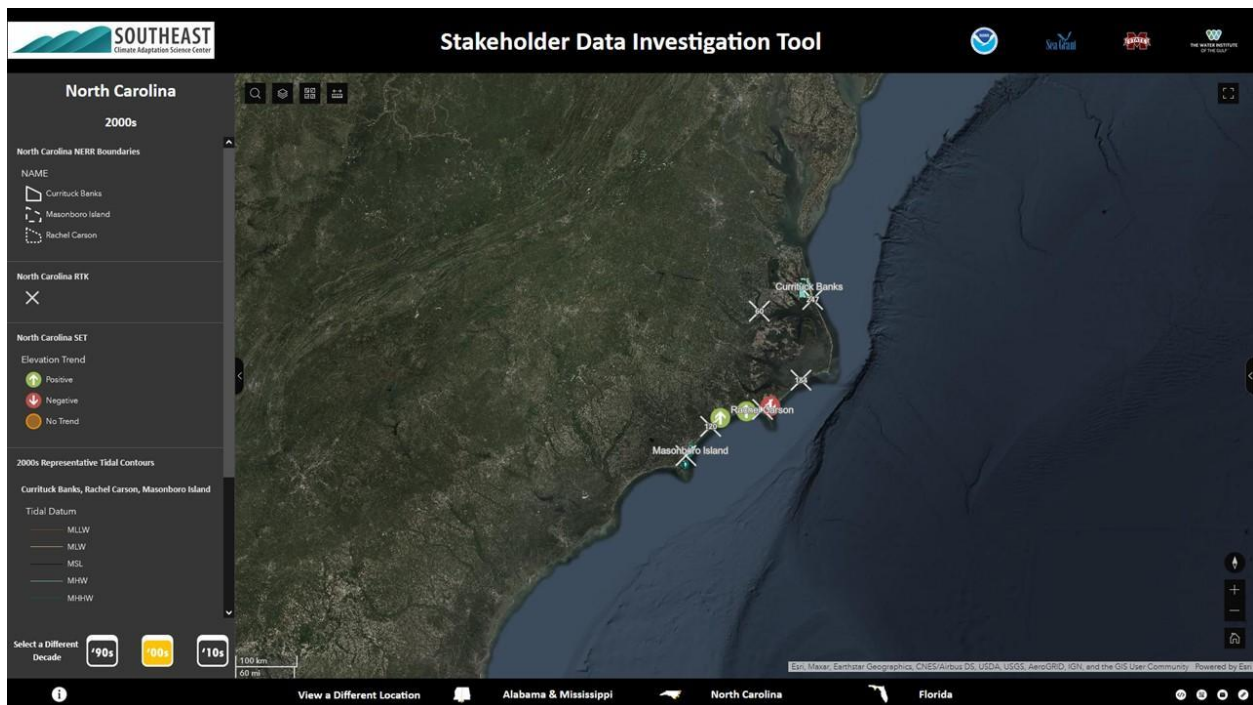 SOUTHEAST
Climate Adaptation Science Center
Stakeholder Data Investigation Tool
Sea Grant
THE WATER INSTITUTE
OF THE GULF
North Carolina
2000s
North Carolina NERR Boundaries
NAME
Currituck Banks
Masonboro Island
Rachel Carson
North Carolina RTK
North Carolina SET
Elevation Trend
Positive
Negative
No Trend
2000s Representative Tidal Contours
Currituck Banks, Rachel Carson, Masonboro Island
Tidal Datum
MLLW
MLW
MSL
MHW
MHHW
Select a Different
Decade
'90s
'00s
'10s
Currituck Banks
Rachel Carson
120
Masonboro Island
100 km
60 mi
Esri, Maxar, Earthstar Geographics, CNES/Airbus DS, USDA, USGS, AeroGRID, IGN, and the GIS User Community
Powered by Esri
View a Different Location
Alabama & Mississippi
North Carolina
Florida